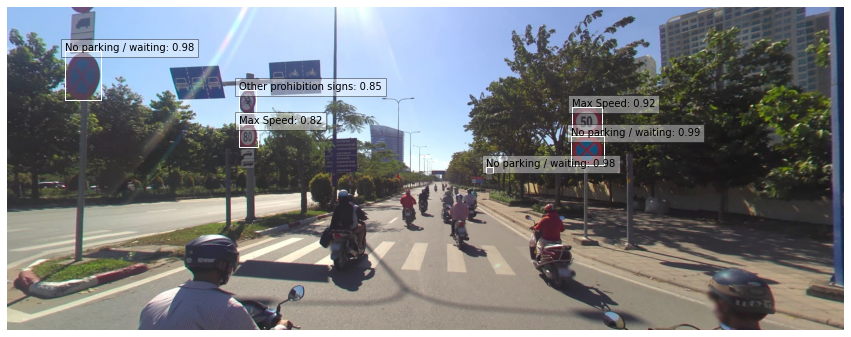 No parking / waiting: 0.98
Other prohibition signs: 0.85
Max Speed: 0.82
80
Max Speed: 0.92
50
No parking / waiting: 0.99
No parking / waiting: 0.98